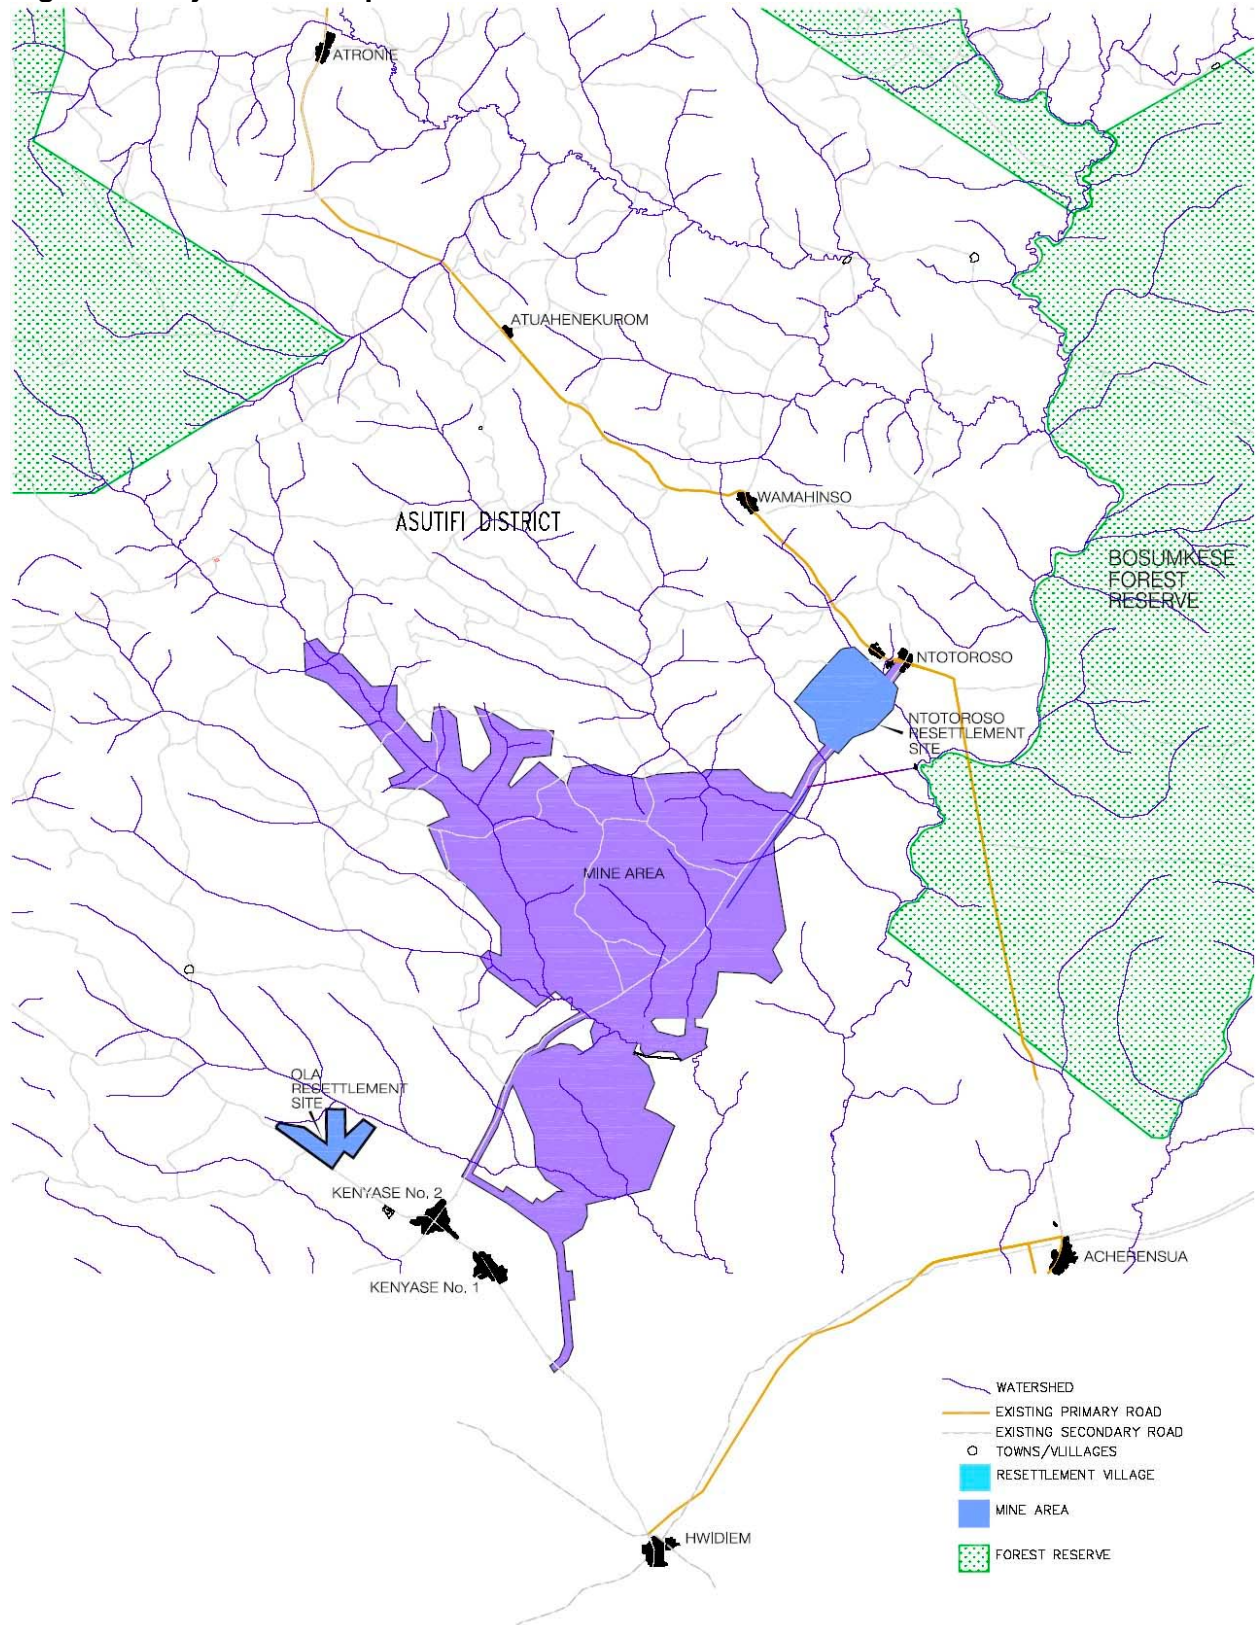 ATRONIE
ATUAHENEKUROM
WAMAHINSO
ASUTIFI DISTRICT
BOSUMKESE
FOREST
RESERVE
NTOTOROSO
NTOTOROSO
RESETTLEMENT
SITE
MINE AREA
OLA
RESETTLEMENT
SITE
KENYASE No. 2
KENYASE No. 1
ACHERENSUA
HWIDIEM
WATERSHED
EXISTING PRIMARY ROAD
EXISTING SECONDARY ROAD
TOWNS/VLILLAGES
RESETTLEMENT VILLAGE
MINE AREA
FOREST RESERVE